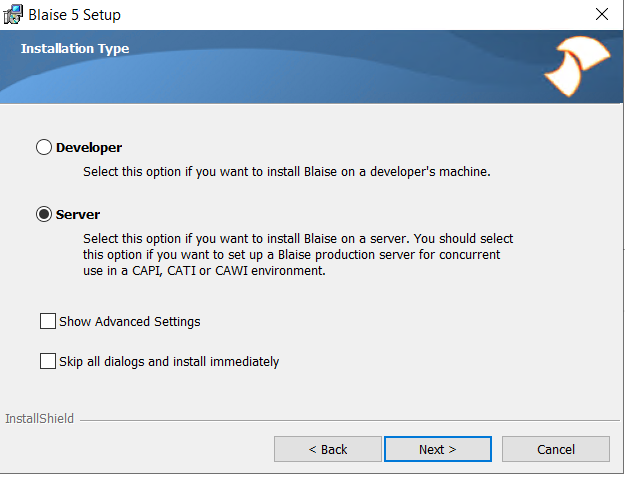 Blaise 5 Setup
Installation Type
Developer
Select this option if you want to install Blaise on a developer's machine.
Server
Select this option if you want to install Blaise on a server. You should select
this option if you want to set up a Blaise production server for concurrent
use in a CAPI, CATI or CAWI environment.
Show Advanced Settings
Skip all dialogs and install immediately
InstallShield
< Back
Next >
Cancel